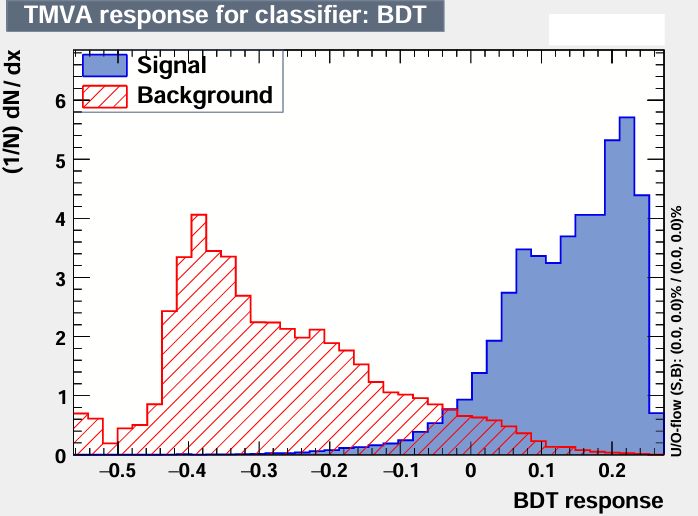 TMVA response for classifier: BDT
(1/N) dN / dx
Signal
Background
6
5
4
3
2
1
0
−0.5 −0.4 −0.3 −0.2 −0.1 0 0.1 0.2
BDT response
U/O-flow (S,B): (0.0, 0.0)% / (0.0, 0.0)%